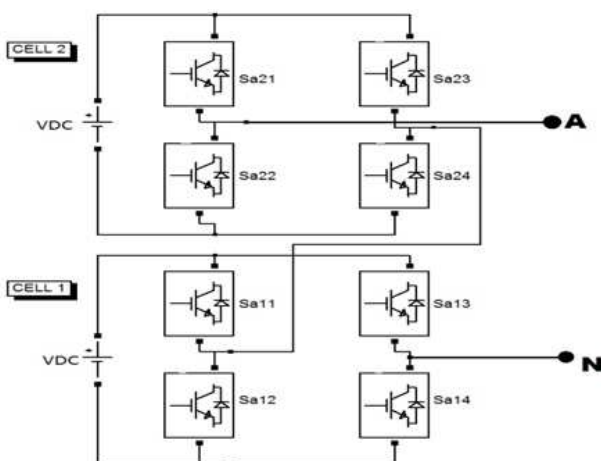 CELL 2
Sa21
Sa23
VDC
A
Sa22
Sa24
CELL 1
Sa11
Sa13
VDC
N
Sa12
Sa14